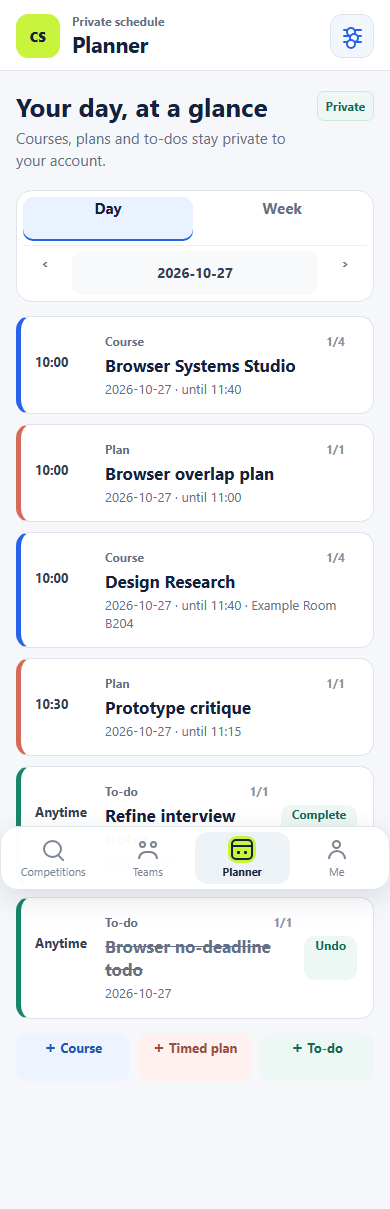 CS
Private schedule
Planner
Your day, at a glance
Private
Courses, plans and to-dos stay private to
your account.
Day
Week
‹
2026-10-27
›
Course
1/4
10:00
Browser Systems Studio
2026-10-27 · until 11:40
Plan
1/1
10:00
Browser overlap plan
2026-10-27 · until 11:00
Course
1/4
10:00
Design Research
2026-10-27 · until 11:40 · Example Room
B204
Plan
1/1
10:30
Prototype critique
2026-10-27 · until 11:15
To-do
1/1
Anytime
Refine interview
notes
Complete
Competitions
Teams
Planner
Me
To-do
1/1
Anytime
Browser no-deadline
todo
Undo
2026-10-27
+ Course
+ Timed plan
+ To-do